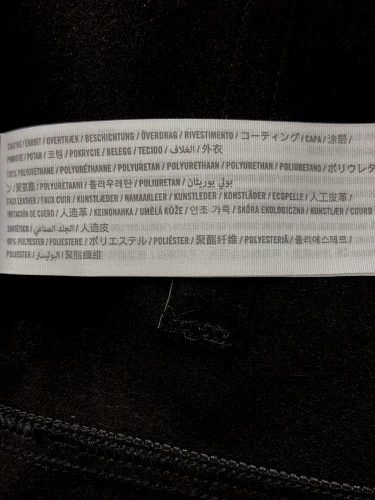 COATING / ENDUIT / OVERTRÆK / BESCHICHTUNG / ÖVERDRAG / RIVESTIMENTO / コーティング / CAPA / 涂层 /
PINNOITE / POTAH / 코팅 / POKRYCIE / BELEGG / TECIDO / الغلاف / 外衣
100% POLYURETHANE / POLYURÉTHANNE / POLYURETAN / POLYURETHAAN / POLYURETHAN / POLIURETANO / ポリウレタ
ン / 聚氨酯 / POLYURETAANI / 폴리우레탄 / POLIURETAN / بولي يوريثان
FAUX LEATHER / FAUX CUIR / KUNSTLÆDER / NAMAAKLEER / KUNSTLEDER / KONSTLÄDER / ECOPELLE / 人工皮革 /
IMITACIÓN DE CUERO / 人造革 / KEINONAHKA / UMĚLÁ KŮŽE / 인조 가죽 / SKÓRA EKOLOGICZNA / KUNSTLÆR / COURO
SINTÉTICO / الجلد الصناعي / 人造皮
POLYESTER / POLIESTERE / ポリエステル / POLIÉSTER / 聚酯纤维 / POLYESTERIÄ / 폴리에스테르 /
POLIESTER / البوليستر / 聚脂纖維